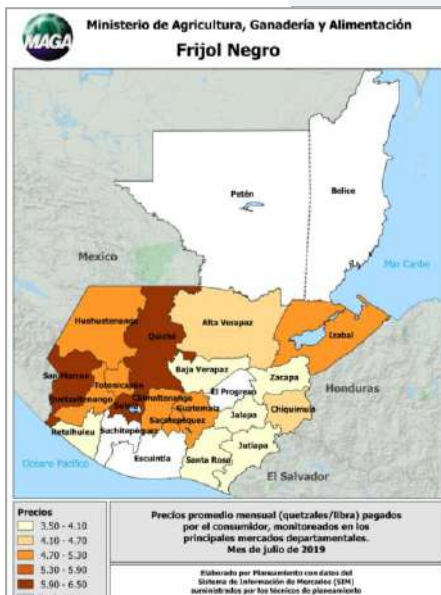 MAGA
Ministerio de Agricultura, Ganadería y Alimentación
Frijol Negro
Petén
Belice
Mexico
Mar Caribe
Huehuetenango
Quiché
Alta Verapaz
Izabal
San Marcos
Totonicapán
Baja Verapaz
Zacapa
Honduras
Quetzaltenango
Sololá
Chimaltenango
Guatemala
El Progreso
Chiquimula
Retalhuleu
Suchitepéquez
Sacatepéquez
Jalapa
Escuintla
Santa Rosa
Jutiapa
El Salvador
Océano Pacífico
Precios
3.50 - 4.10
4.10 - 4.70
4.70 - 5.30
5.30 - 5.90
5.90 - 6.50
Precios promedio mensual (quetzales/libra) pagados
por el consumidor, monitoreados en los
principales mercados departamentales.
Mes de julio de 2019
Elaborado por Planeamiento con datos del
Sistema de Información de Mercados (SIM)
suministrados por los técnicos de planeamiento